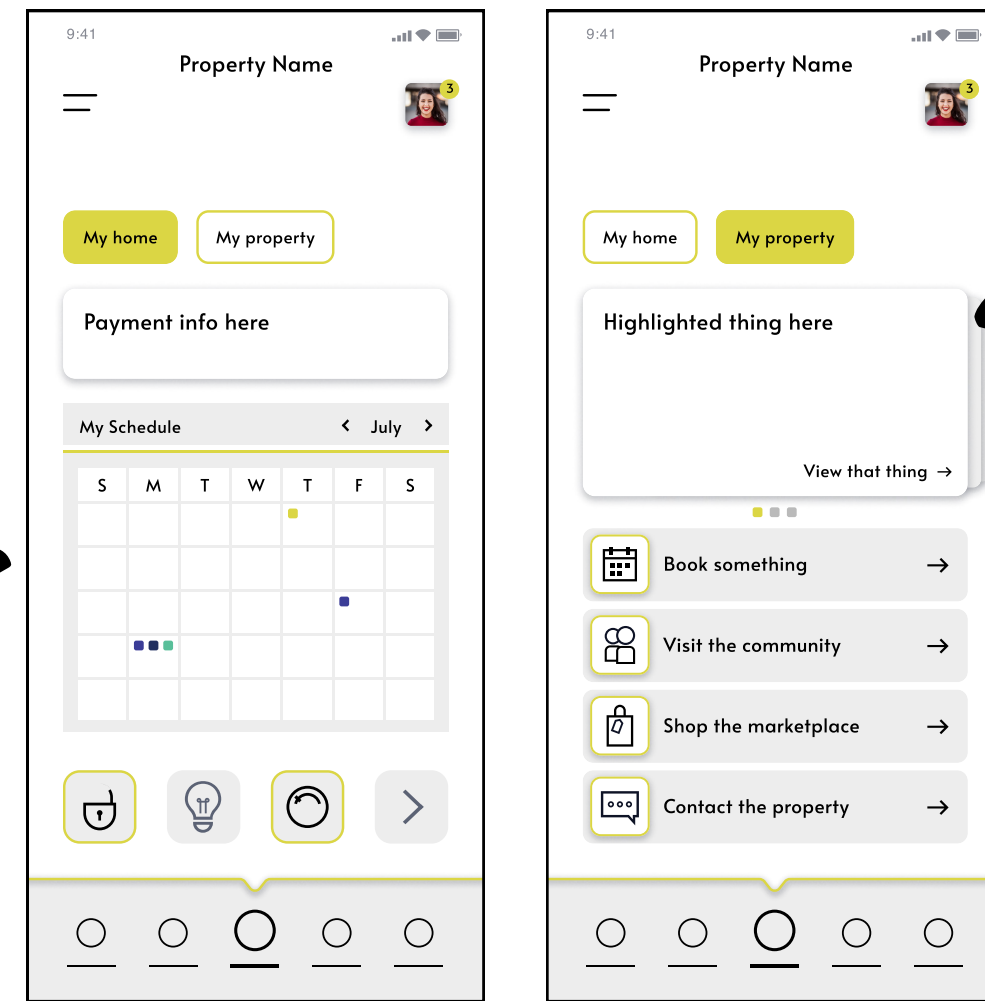 9:41
Property Name
3
My home
My property
Payment info here
My Schedule
July
S M T W T F S
9:41
Property Name
3
My home
My property
Highlighted thing here
View that thing →
Book something →
Visit the community →
Shop the marketplace →
Contact the property →